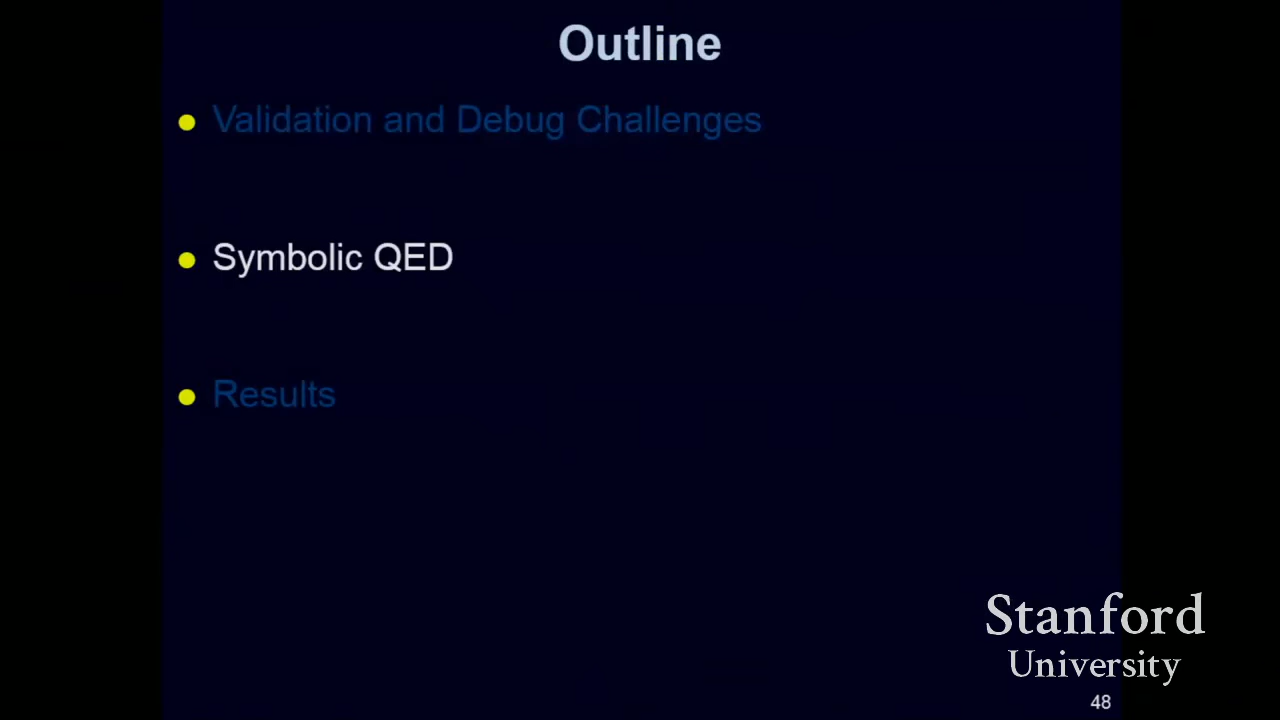 Outline
Validation and Debug Challenges
Symbolic QED
Results
Stanford
University
48